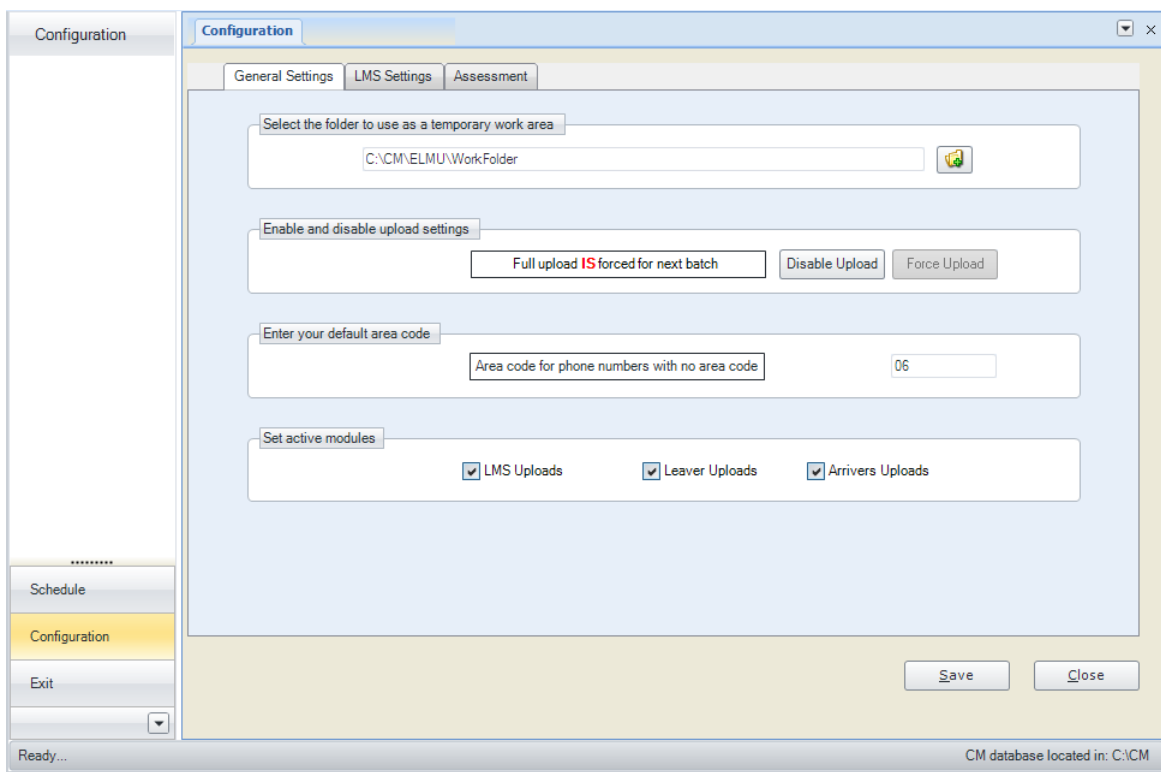 Configuration
Configuration
General Settings LMS Settings Assessment
Select the folder to use as a temporary work area
C:\CM\ELMU\WorkFolder
Enable and disable upload settings
Full upload IS forced for next batch Disable Upload Force Upload
Enter your default area code
Area code for phone numbers with no area code 06
Set active modules
LMS Uploads Leaver Uploads Arrivers Uploads
Schedule
Configuration
Exit
Save Close
Ready... CM database located in: C:\CM